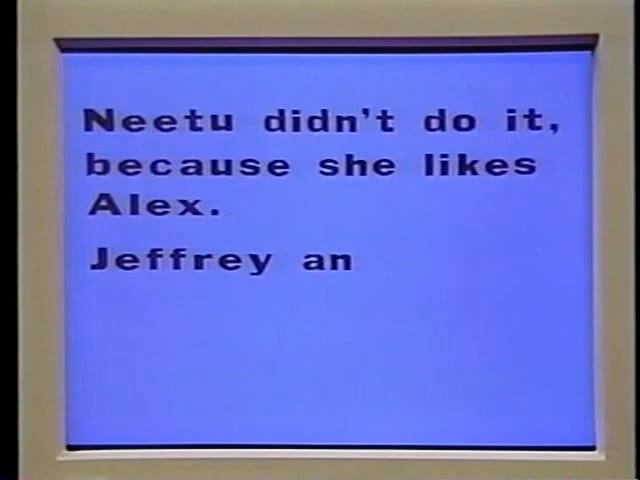 Neetu didn't do it,
because she likes
Alex.
Jeffrey an